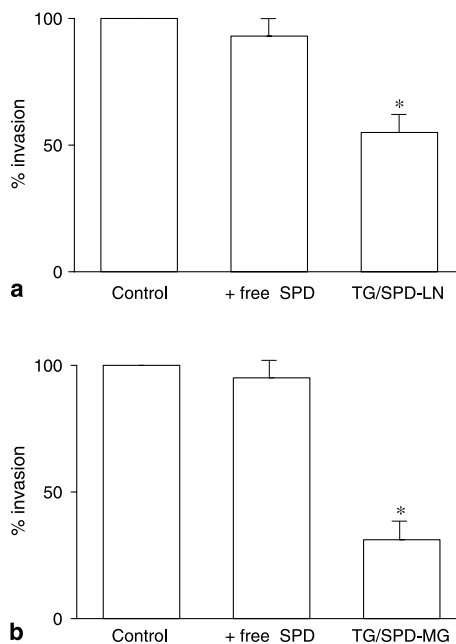 100
*
% invasion
50
0
Control + free SPD TG/SPD-LN
a
100
% invasion
50
*
0
Control + free SPD TG/SPD-MG
b